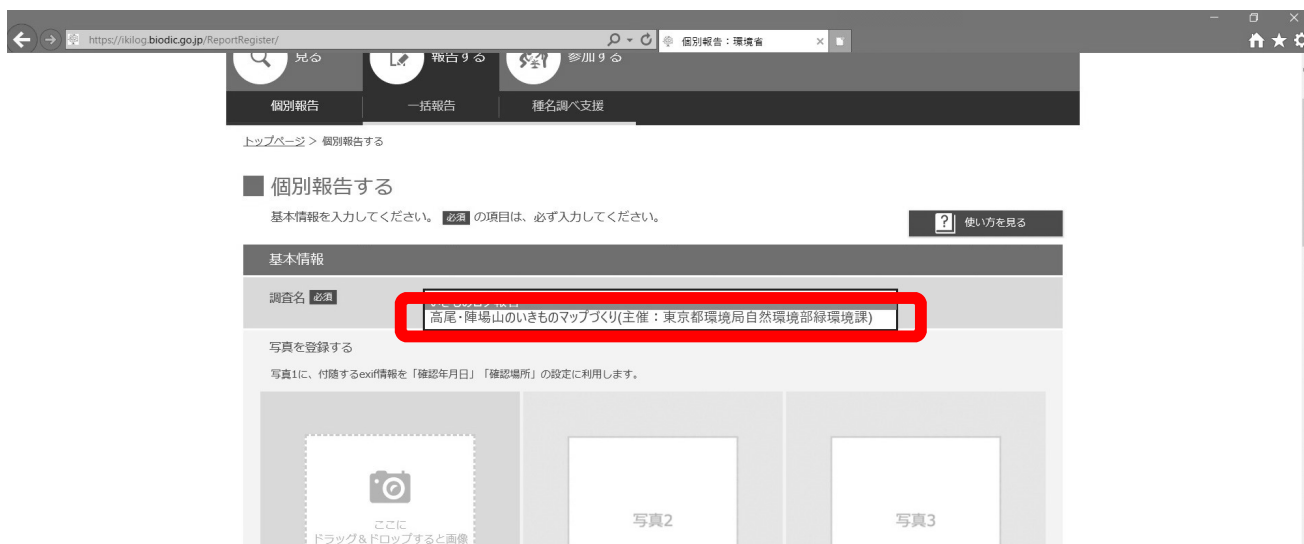 https://ikilog.biodic.go.jp/ReportRegister/
個別報告：環境省
見る
報告する
参加する
個別報告
一括報告
種名調べ支援
トップページ > 個別報告する
個別報告する
基本情報を入力してください。 必須 の項目は、必ず入力してください。
使い方を見る
基本情報
調査名 必須
高尾・陣場山のいきものマップづくり(主催：東京都環境局自然環境部緑環境課)
写真を登録する
写真1に、付随するexif情報を「確認年月日」「確認場所」の設定に利用します。
ここに
ドラッグ＆ドロップすると画像
写真2
写真3